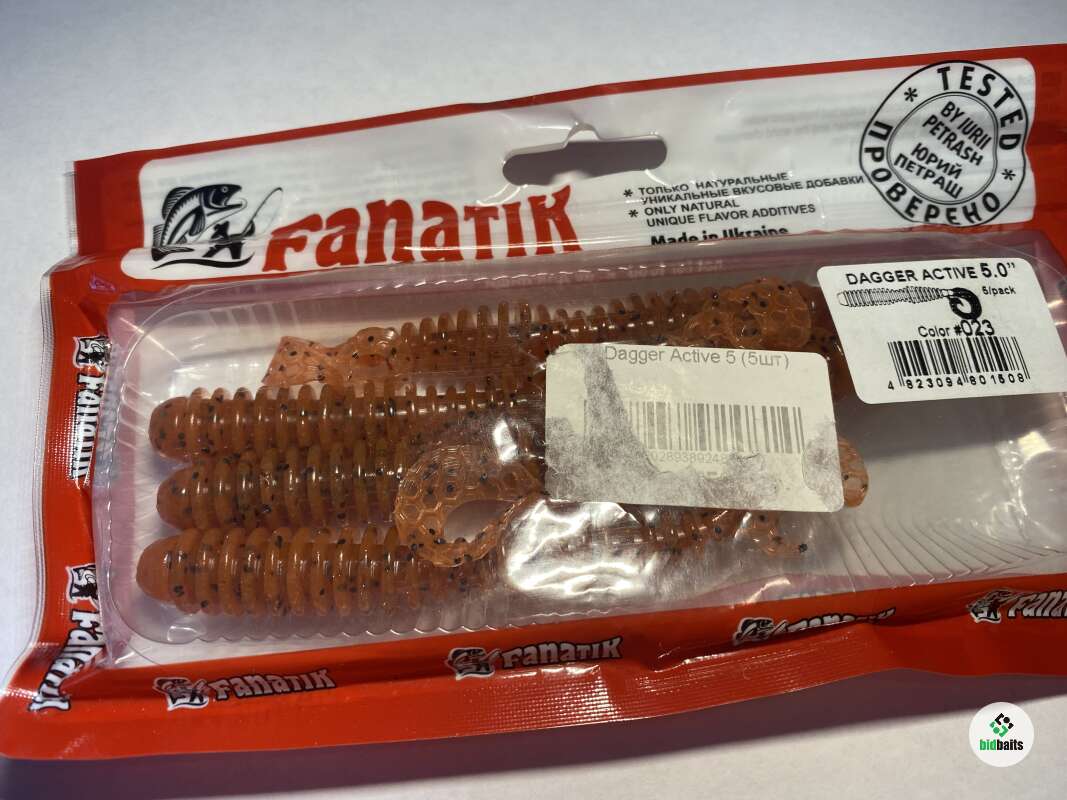 TESTED
BY IURII
PETRASH
ЮРИЙ
ПЕТРАШ
ПРОВЕРЕНО
Fanatik
* ТОЛЬКО НАТУРАЛЬНЫЕ
УНИКАЛЬНЫЕ ВКУСОВЫЕ ДОБАВКИ
* ONLY NATURAL
UNIQUE FLAVOR ADDITIVES
Made in Ukraine
DAGGER ACTIVE 5.0"
5/pack
Color #023
4 823094 801508
Dagger Active 5 (5шт)
Fanatik
Fanatik
Fanatik
Fanatik
bidbaits